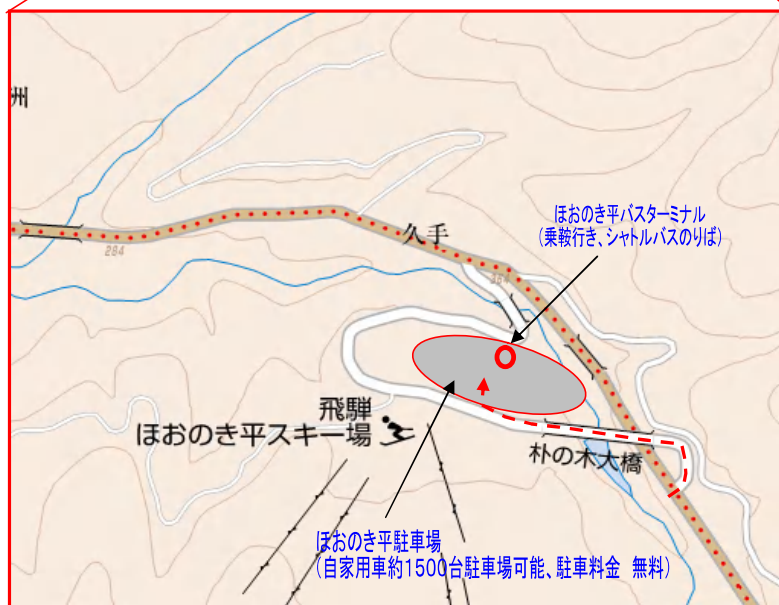 洲
ほおのき平バスターミナル
(乗鞍行き、シャトルバスのりば)
久手
284
飛騨
ほおのき平スキー場
朴の木大橋
ほおのき平駐車場
(自家用車約1500台駐車場可能、駐車料金 無料)